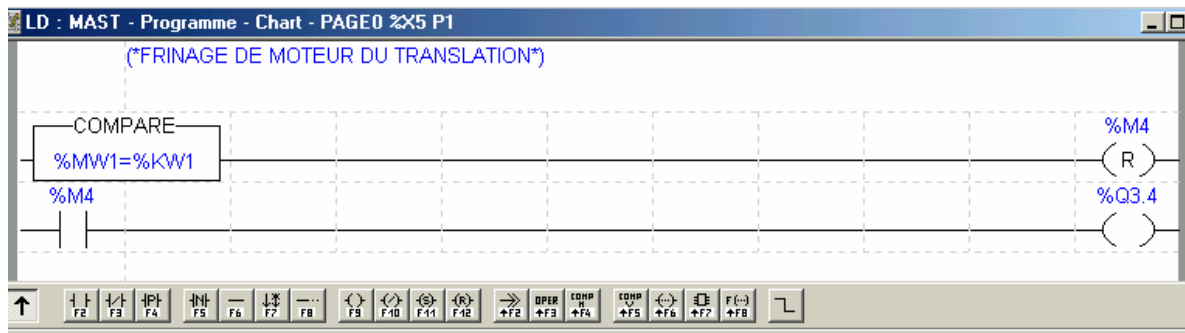 LD : MAST - Programme - Chart - PAGE0 %X5 P1
(*FRINAGE DE MOTEUR DU TRANSLATION*)
COMPARE
%M4
%MW1=%KW1
R
%M4
%Q3.4
P N S R OPER COMP H COMP V F(...)
F2 F3 F4 F5 F6 F7 F8 F9 F10 F11 F12 F2 F3 F4 F5 F6 F7 F8